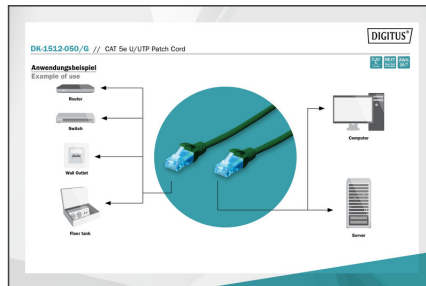 DIGITUS®
DK-1512-050/G // CAT 5e U/UTP Patch Cord
Anwendungsbeispiel
Example of use
Router
Switch
Wall Outlet
Floor tank
Computer
Server